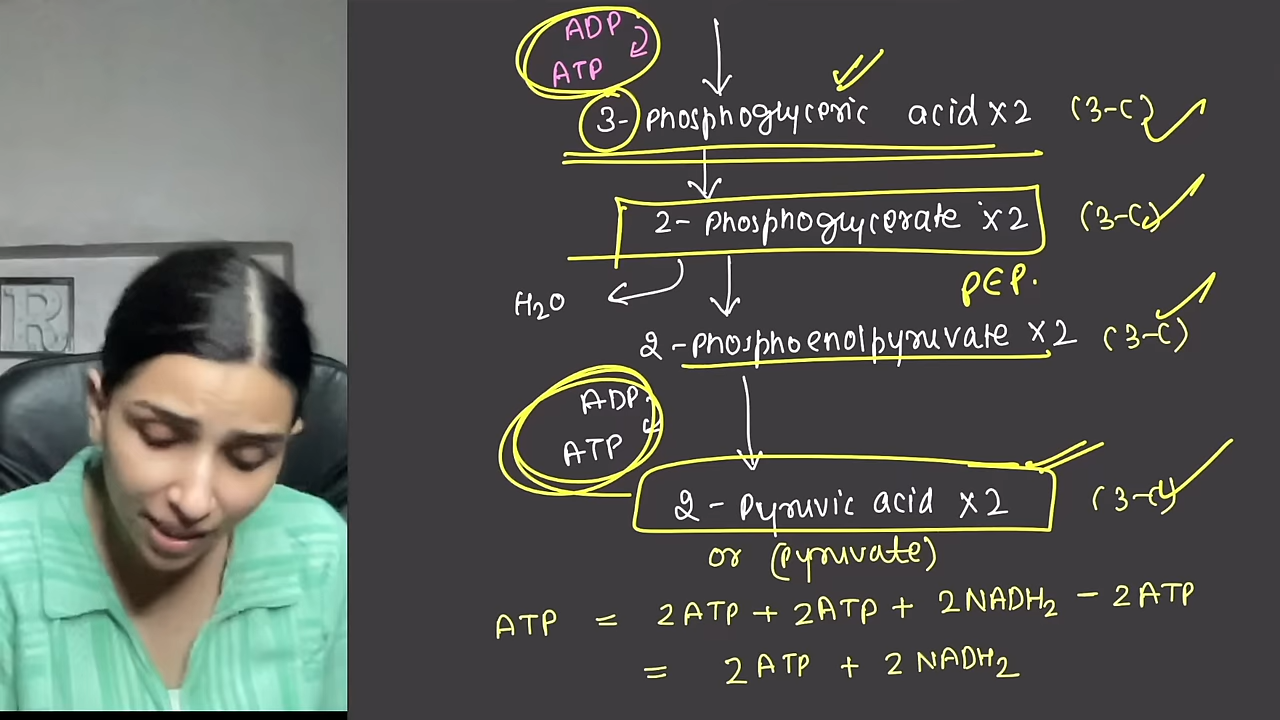 ADP
ATP
3- Phosphoglyceric acid x2 (3-C)
2- Phosphoglycerate x2 (3-C)
H2O
PEP.
2-Phosphoenolpyruvate x2 (3-C)
ADP
ATP
2- Pyruvic acid x2 (3-C)
or (pyruvate)
ATP = 2ATP + 2ATP + 2NADH2 - 2ATP
= 2ATP + 2NADH2
R